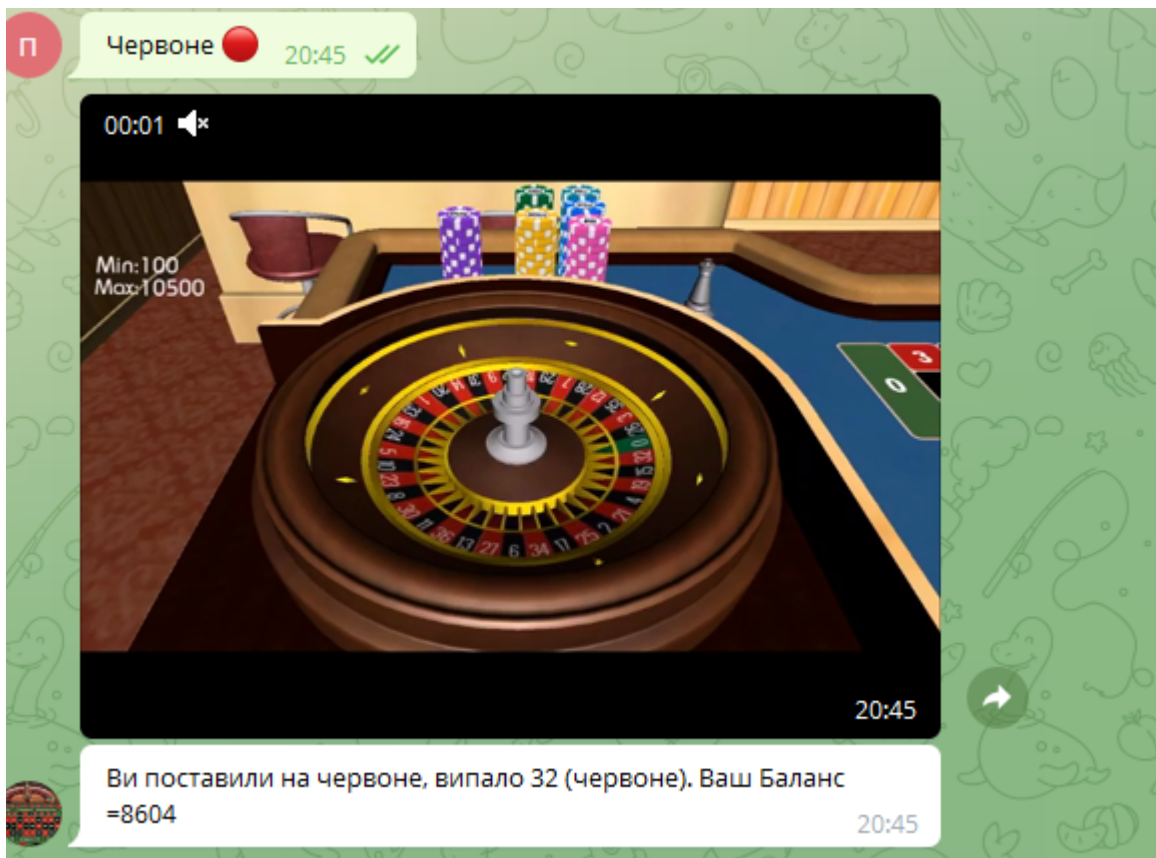 П
Червоне 🔴 20:45
00:01
Min:100
Max:10500
0
3
20:45
Ви поставили на червоне, випало 32 (червоне). Ваш Баланс
=8604
20:45